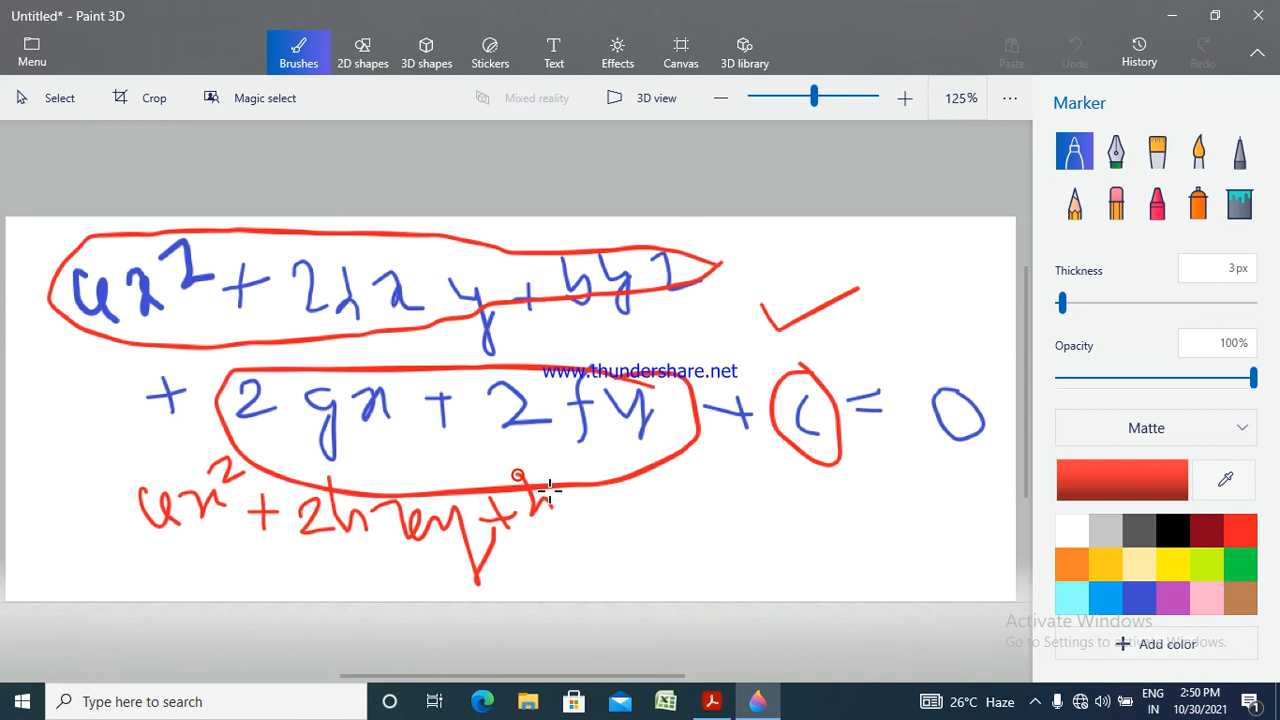 Untitled* - Paint 3D
Menu
Brushes
2D shapes
3D shapes
Stickers
Text
Effects
Canvas
3D library
Paste
Undo
History
Redo
Select
Crop
Magic select
Mixed reality
3D view
125%
Marker
ax² + 2hxy + by²
www.thundershare.net
+ 2gx + 2fy + c = 0
ax² + 2hxy +
Thickness
3px
Opacity
100%
Matte
Add color
Activate Windows
Go to Settings to activate Windows.
Type here to search
26°C Haze
ENG
IN
2:50 PM
10/30/2021
1